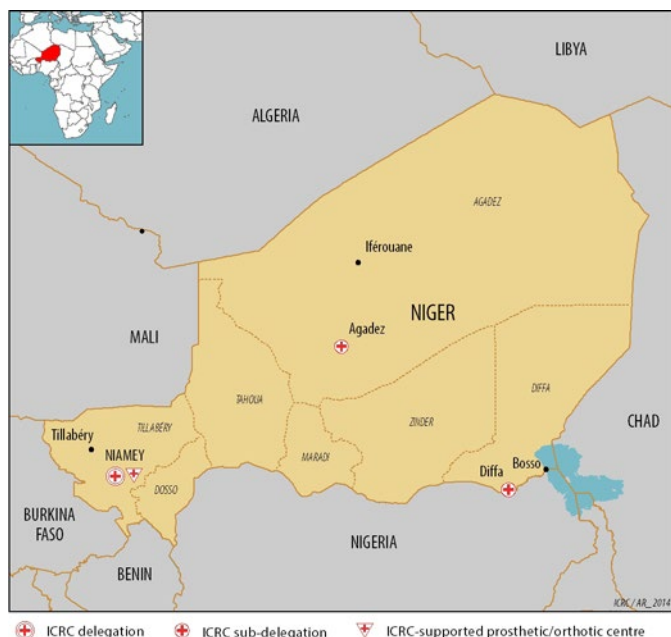 LIBYA
ALGERIA
AGADEZ
Iférouane
NIGER
MALI
Agadez
TAHOUA
DIFFA
ZINDER
CHAD
TILLABÉRY
Tillabéry
MARADI
NIAMEY
Diffa
Bosso
DOSSO
BURKINA
FASO
NIGERIA
BENIN
ICRC / AR_2014
ICRC delegation
ICRC sub-delegation
ICRC-supported prosthetic/orthotic centre